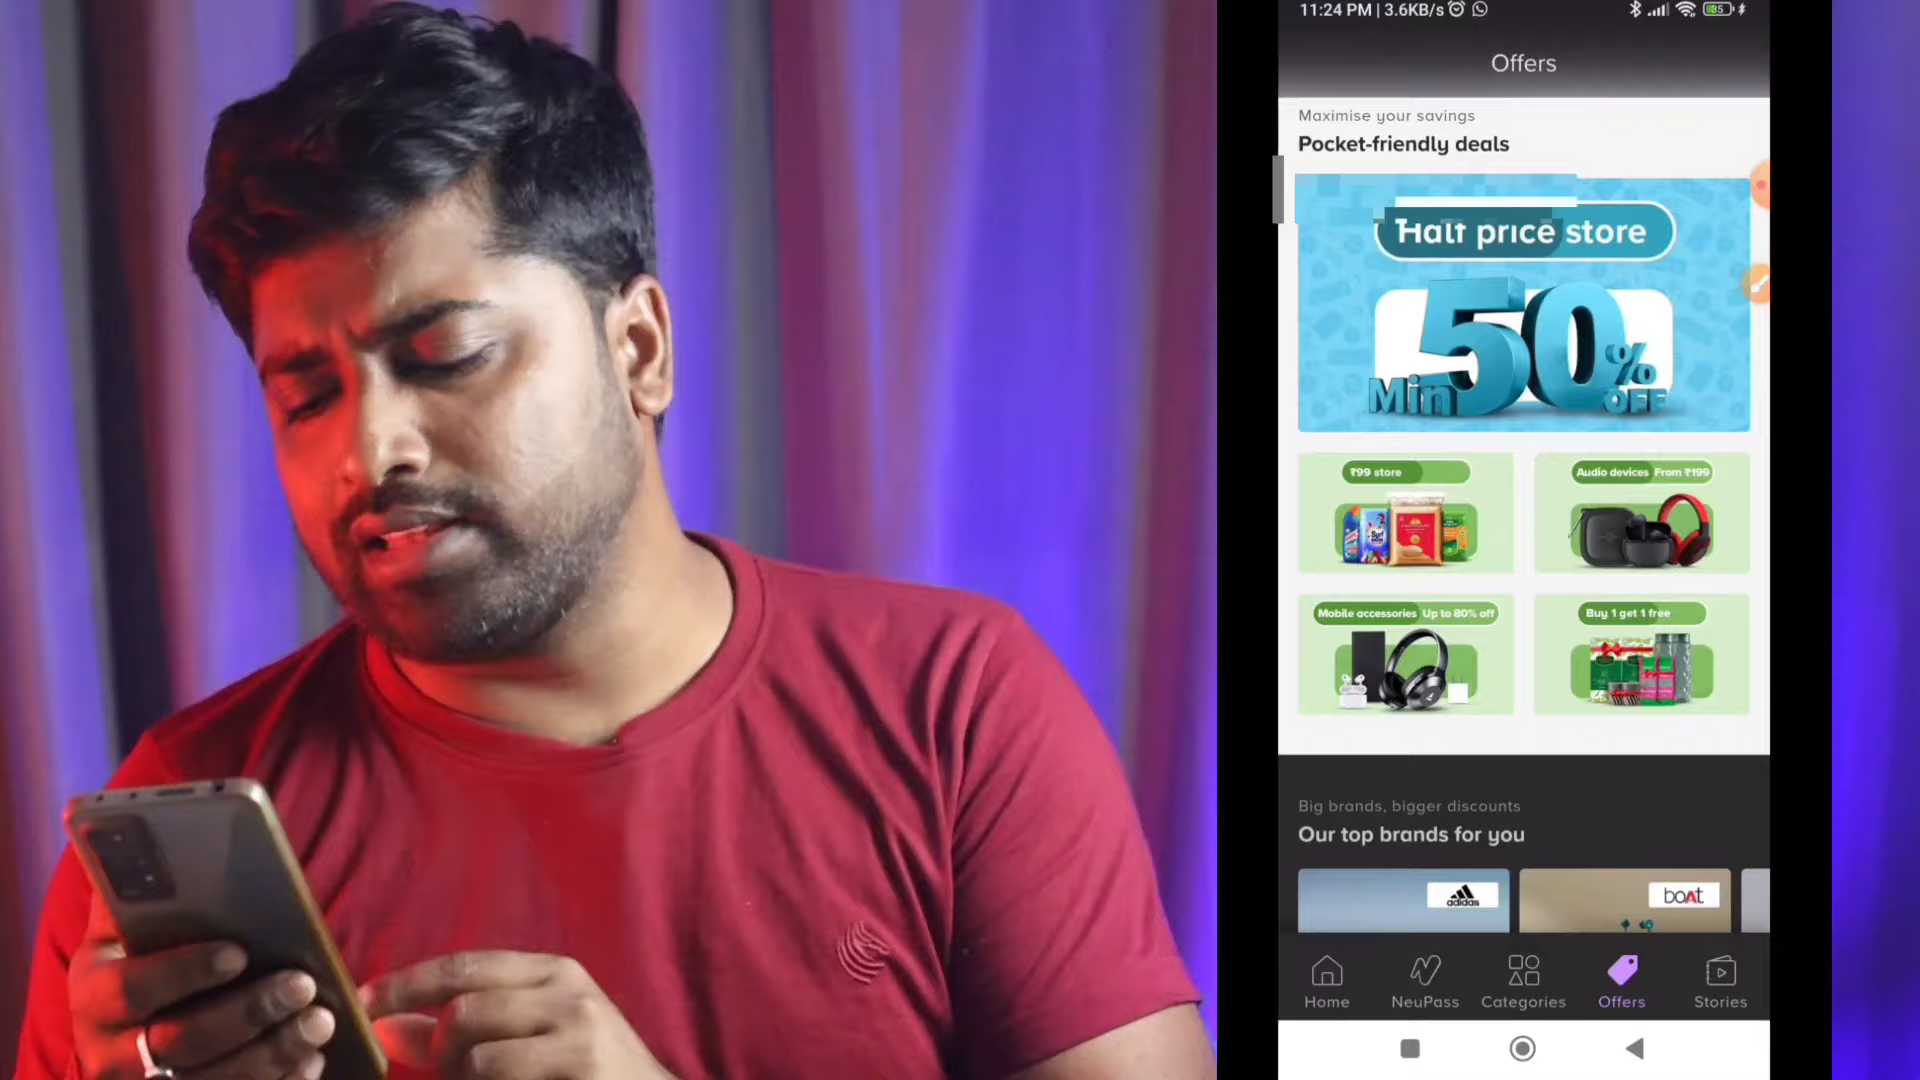 11:24 PM | 3.6KB/s
85
Offers
Maximise your savings
Pocket-friendly deals
Half price store
Min 50% OFF
₹99 store
Audio devices From ₹199
Surf
Mobile accessories Up to 80% off
Buy 1 get 1 free
Big brands, bigger discounts
Our top brands for you
adidas
boAt
Home
NeuPass
Categories
Offers
Stories